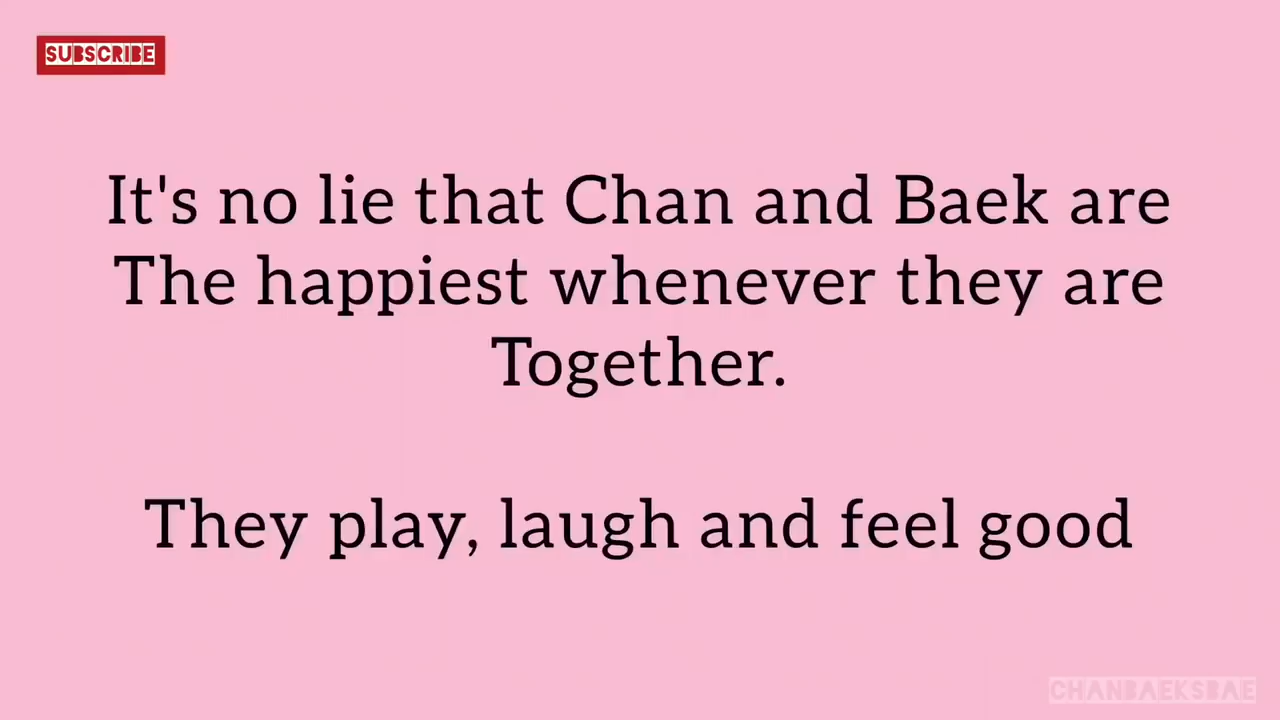 SUBSCRIBE
It's no lie that Chan and Baek are
The happiest whenever they are
Together.
They play, laugh and feel good
CHANBAEKSBAE